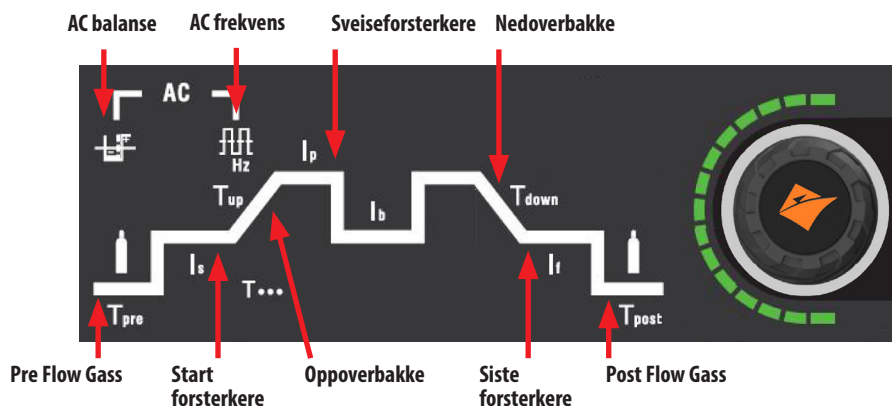 AC balanse
AC frekvens
Sveiseforsterkere
Nedoverbakke
AC
Hz
Ip
Tup
Ib
Tdown
Is
If
T•••
Tpre
Tpost
Pre Flow Gass
Start
forsterkere
Oppoverbakke
Siste
forsterkere
Post Flow Gass